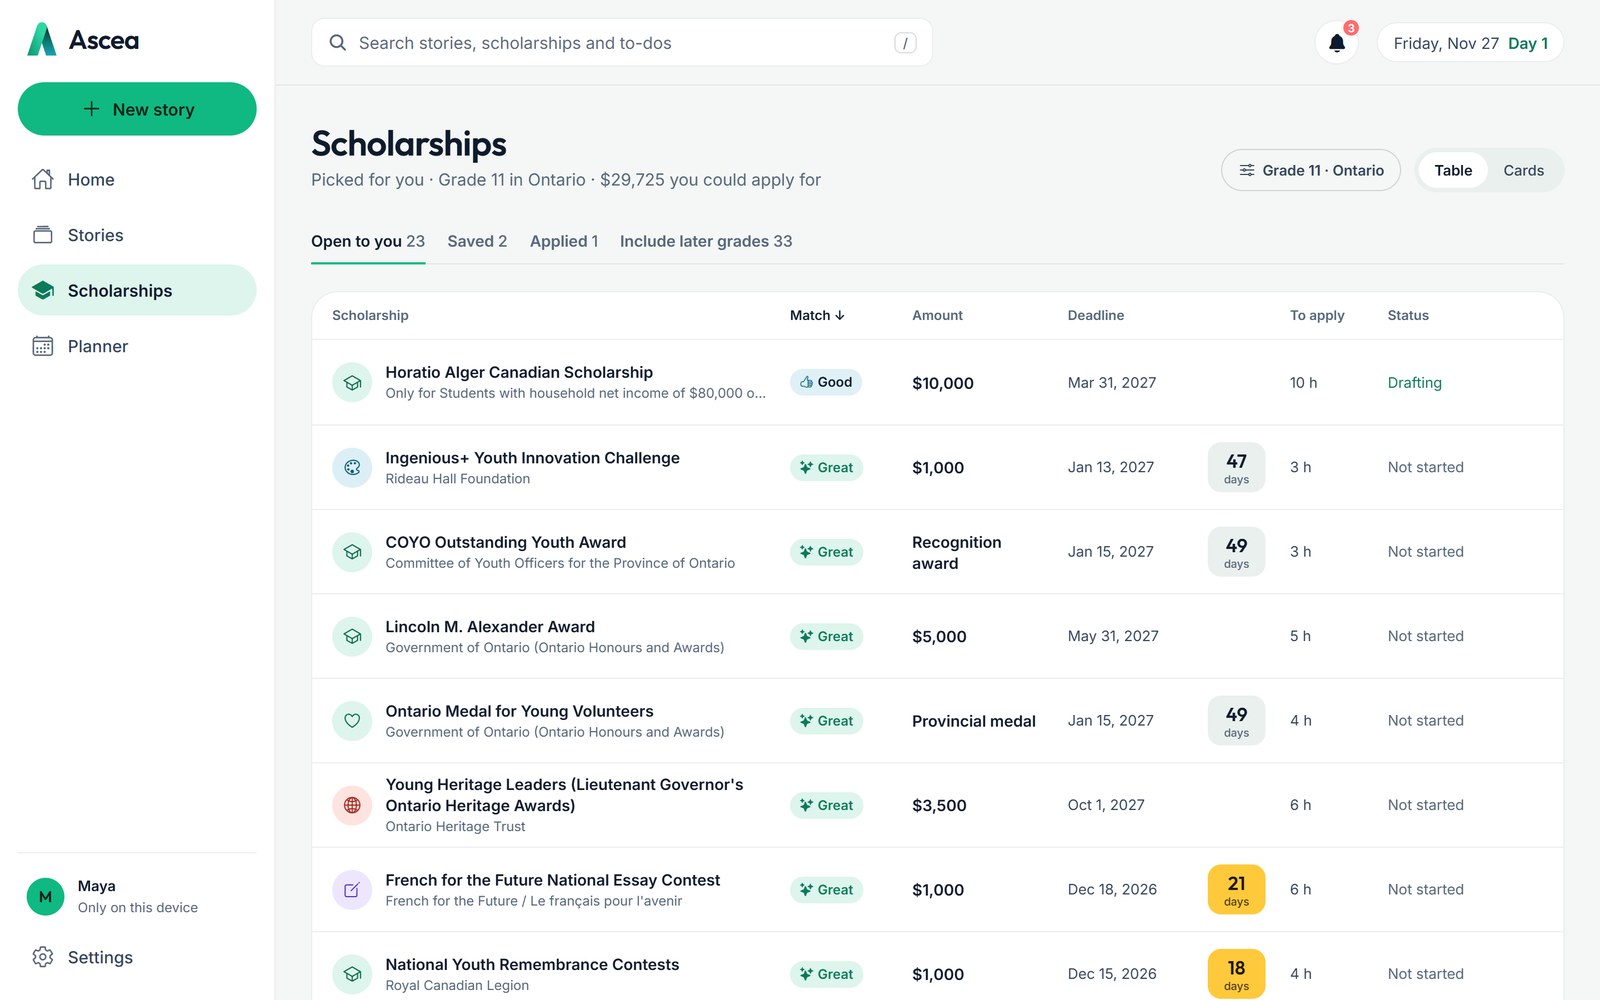 Ascea
Search stories, scholarships and to-dos
/
3
Friday, Nov 27 Day 1
New story
Home
Stories
Scholarships
Planner
Scholarships
Picked for you · Grade 11 in Ontario · $29,725 you could apply for
Grade 11 · Ontario
Table
Cards
Open to you 23
Saved 2
Applied 1
Include later grades 33
Scholarship
Match ↓
Amount
Deadline
To apply
Status
Horatio Alger Canadian Scholarship
Only for Students with household net income of $80,000 o...
Good
$10,000
Mar 31, 2027
10 h
Drafting
Ingenious+ Youth Innovation Challenge
Rideau Hall Foundation
Great
$1,000
Jan 13, 2027
47
days
3 h
Not started
COYO Outstanding Youth Award
Committee of Youth Officers for the Province of Ontario
Great
Recognition
award
Jan 15, 2027
49
days
3 h
Not started
Lincoln M. Alexander Award
Government of Ontario (Ontario Honours and Awards)
Great
$5,000
May 31, 2027
5 h
Not started
Ontario Medal for Young Volunteers
Government of Ontario (Ontario Honours and Awards)
Great
Provincial medal
Jan 15, 2027
49
days
4 h
Not started
Young Heritage Leaders (Lieutenant Governor's
Ontario Heritage Awards)
Ontario Heritage Trust
Great
$3,500
Oct 1, 2027
6 h
Not started
French for the Future National Essay Contest
French for the Future / Le français pour l'avenir
Great
$1,000
Dec 18, 2026
21
days
6 h
Not started
National Youth Remembrance Contests
Royal Canadian Legion
Great
$1,000
Dec 15, 2026
18
days
4 h
Not started
M
Maya
Only on this device
Settings